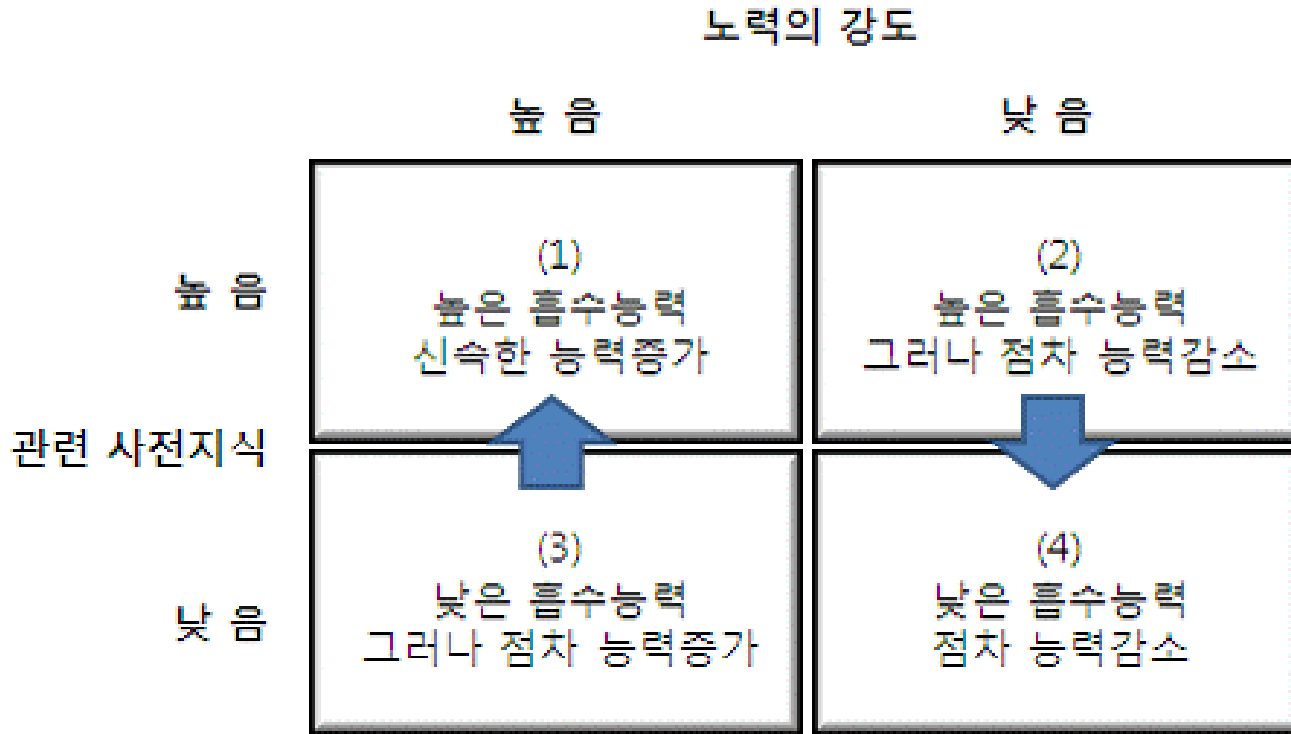 노력의 강도
높 음
낮 음
높 음
(1)
높은 흡수능력
신속한 능력증가
(2)
높은 흡수능력
그러나 점차 능력감소
관련 사전지식
낮 음
(3)
낮은 흡수능력
그러나 점차 능력증가
(4)
낮은 흡수능력
점차 능력감소